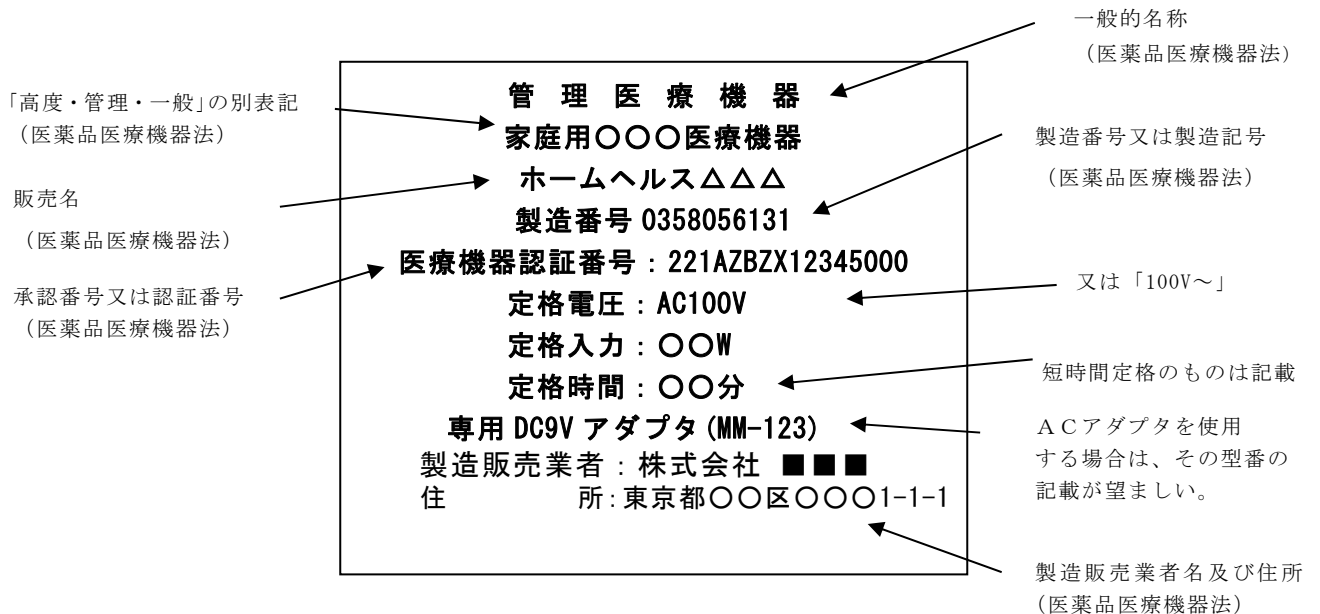 一般的名称
（医薬品医療機器法）
「高度・管理・一般」の別表記
（医薬品医療機器法）
販売名
（医薬品医療機器法）
承認番号又は認証番号
（医薬品医療機器法）
管理医療機器
家庭用○○○医療機器
ホームヘルス△△△
製造番号 0358056131
医療機器認証番号：221AZBZX12345000
定格電圧：AC100V
定格入力：○○W
定格時間：○○分
専用 DC9V アダプタ(MM-123)
製造販売業者：株式会社 ■■■
住　　　所：東京都○○区○○○1-1-1
製造番号又は製造記号
（医薬品医療機器法）
又は「100V～」
短時間定格のものは記載
ＡＣアダプタを使用
する場合は、その型番の
記載が望ましい。
製造販売業者名及び住所
（医薬品医療機器法）